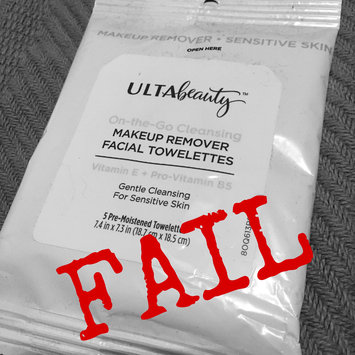 MAKEUP REMOVER • SENSITIVE SKIN
OPEN HERE
ULTAbeauty™
On-the-Go Cleansing
MAKEUP REMOVER
FACIAL TOWELETTES
Vitamin E + Pro-Vitamin B5
Gentle Cleansing
For Sensitive Skin
5 Pre-Moistened Towelettes
7.4 in x 7.3 in (18.7 cm x 18.5 cm)
FAIL